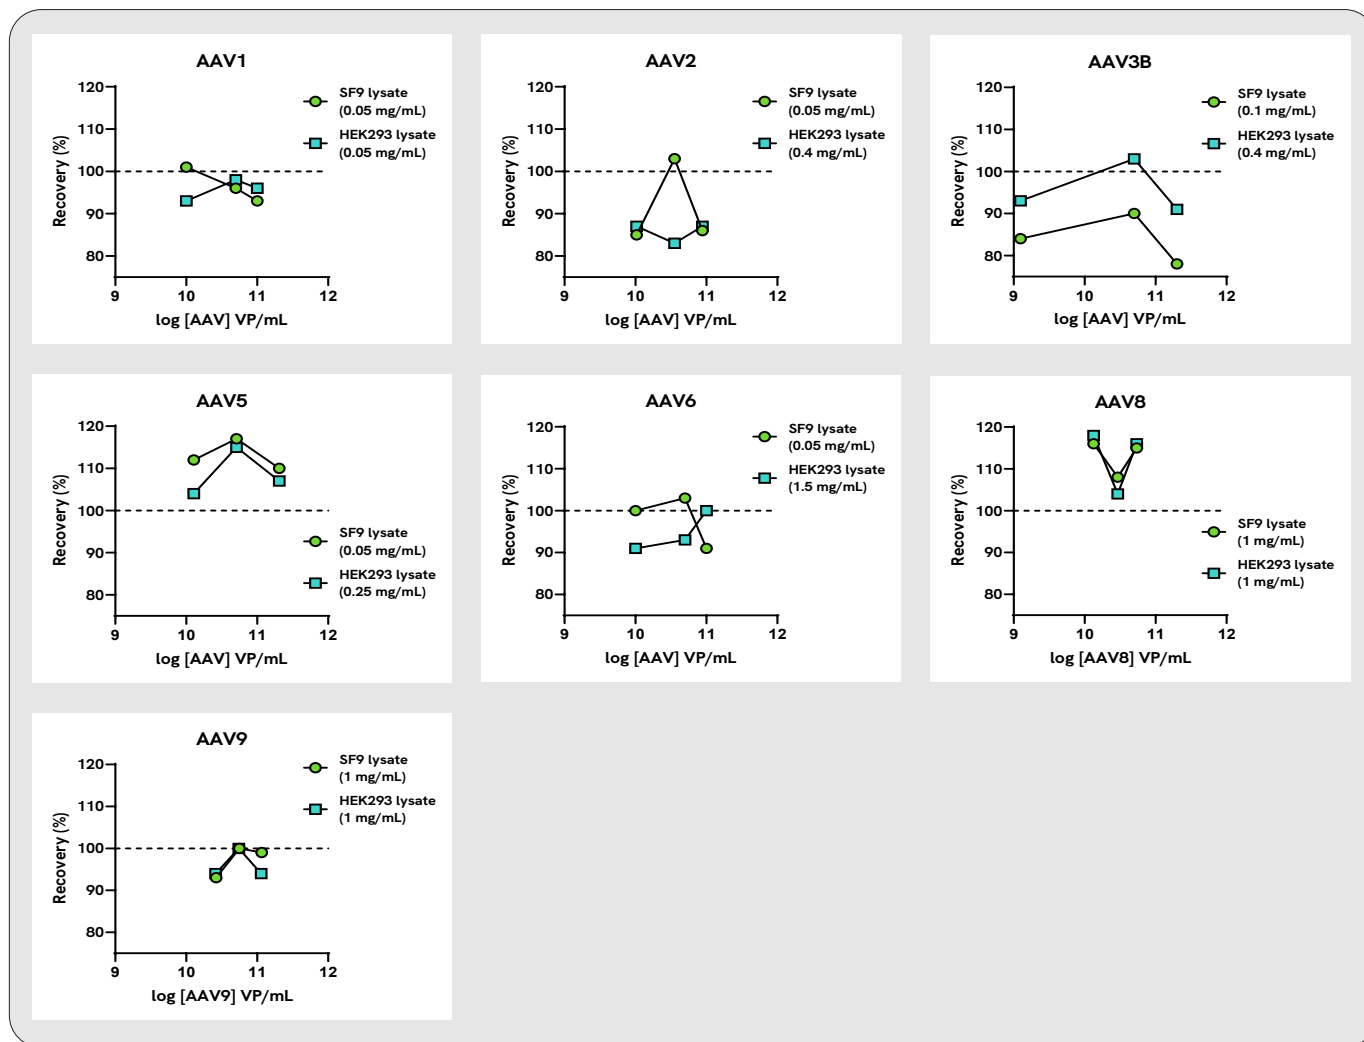 AAV1
120
110
100
90
80
9
10
11
12
Recovery (%)
log [AAV] VP/mL
SF9 lysate
(0.05 mg/mL)
HEK293 lysate
(0.05 mg/mL)
AAV2
120
110
100
90
80
9
10
11
12
Recovery (%)
log [AAV] VP/mL
SF9 lysate
(0.05 mg/mL)
HEK293 lysate
(0.4 mg/mL)
AAV3B
120
110
100
90
80
9
10
11
12
Recovery (%)
log [AAV] VP/mL
SF9 lysate
(0.1 mg/mL)
HEK293 lysate
(0.4 mg/mL)
AAV5
120
110
100
90
80
9
10
11
12
Recovery (%)
log [AAV] VP/mL
SF9 lysate
(0.05 mg/mL)
HEK293 lysate
(0.25 mg/mL)
AAV6
120
110
100
90
80
9
10
11
12
Recovery (%)
log [AAV] VP/mL
SF9 lysate
(0.05 mg/mL)
HEK293 lysate
(1.5 mg/mL)
AAV8
120
110
100
90
80
9
10
11
12
Recovery (%)
log [AAV8] VP/mL
SF9 lysate
(1 mg/mL)
HEK293 lysate
(1 mg/mL)
AAV9
120
110
100
90
80
9
10
11
12
Recovery (%)
log [AAV9] VP/mL
SF9 lysate
(1 mg/mL)
HEK293 lysate
(1 mg/mL)